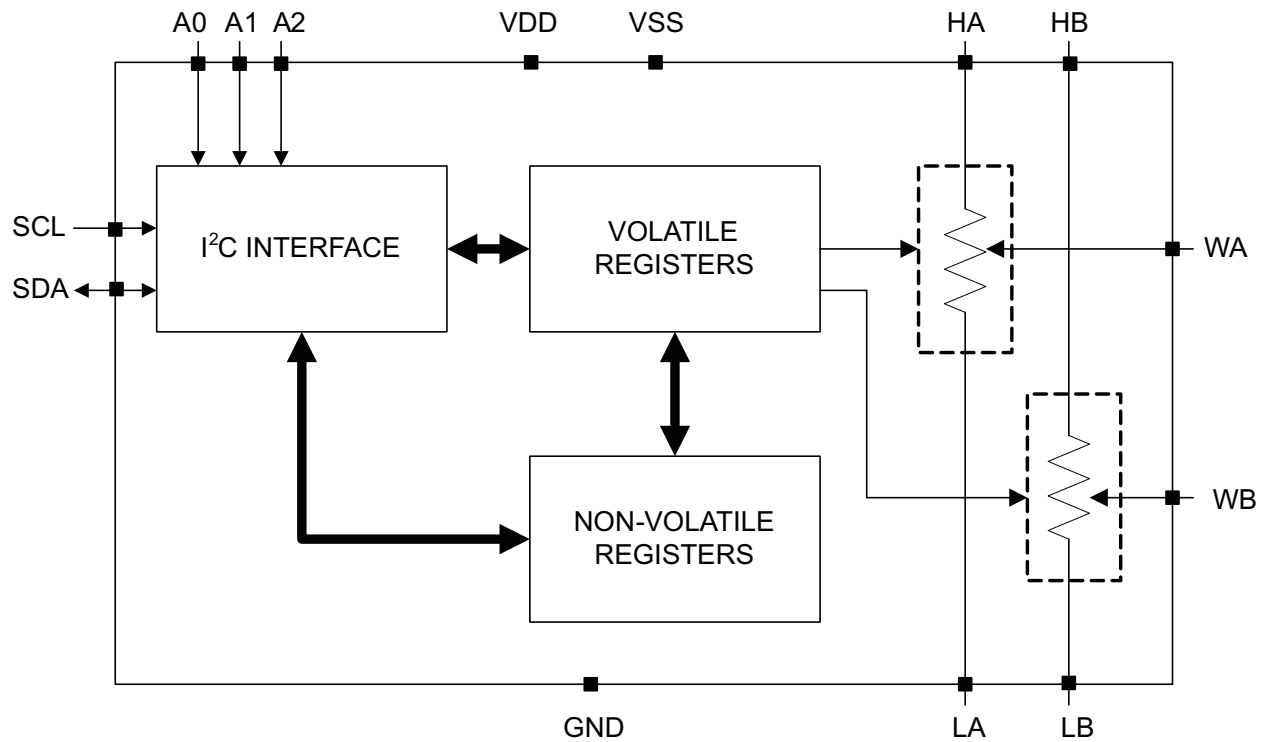 A0 A1 A2 VDD VSS HA HB
SCL
SDA
I²C INTERFACE
VOLATILE
REGISTERS
WA
NON-VOLATILE
REGISTERS
WB
GND LA LB